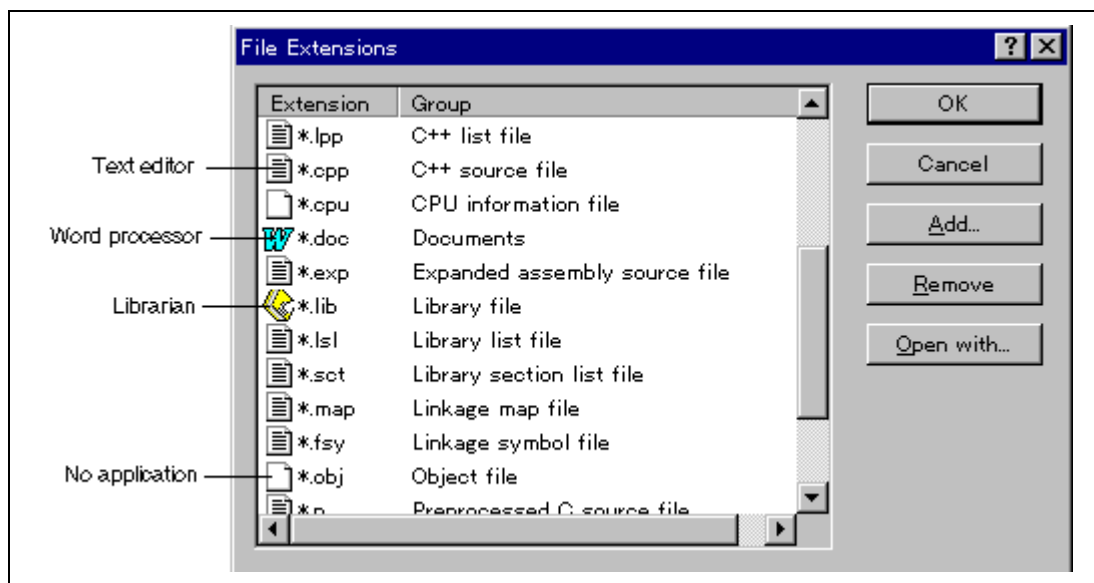 File Extensions
Extension Group
*.lpp C++ list file
Text editor *.cpp C++ source file
*.cpu CPU information file
Word processor *.doc Documents
*.exp Expanded assembly source file
Librarian *.lib Library file
*.lsl Library list file
*.sct Library section list file
*.map Linkage map file
*.fsy Linkage symbol file
No application *.obj Object file
*.p Preprocessed C source file
OK
Cancel
Add...
Remove
Open with...